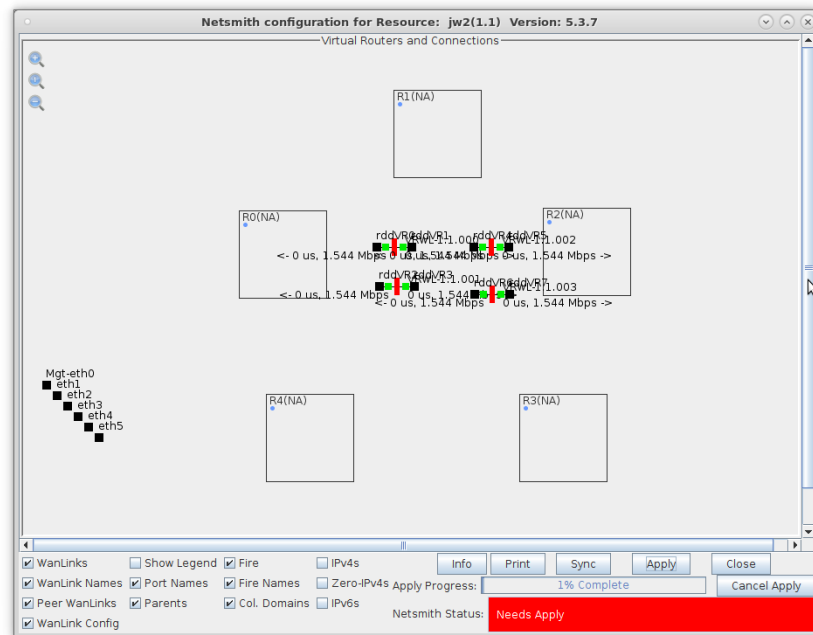 Netsmith configuration for Resource: jw2(1.1) Version: 5.3.7
Virtual Routers and Connections
R1(NA)
R0(NA)
R2(NA)
<- 0 us, 1.544 Mbps
0 us, 1.544 Mbps ->
<- 0 us, 1.544 Mbps
<- 0 us, 1.544 Mbps
0 us, 1.544 Mbps ->
Mgt-eth0
eth1
eth2
eth3
eth4
eth5
R4(NA)
R3(NA)
WanLinks
Show Legend
Fire
IPv4s
Info
Print
Sync
Apply
Close
WanLink Names
Port Names
Fire Names
Zero-IPv4s
Apply Progress:
1% Complete
Cancel Apply
Peer WanLinks
Parents
Col. Domains
IPv6s
Netsmith Status:
Needs Apply
WanLink Config